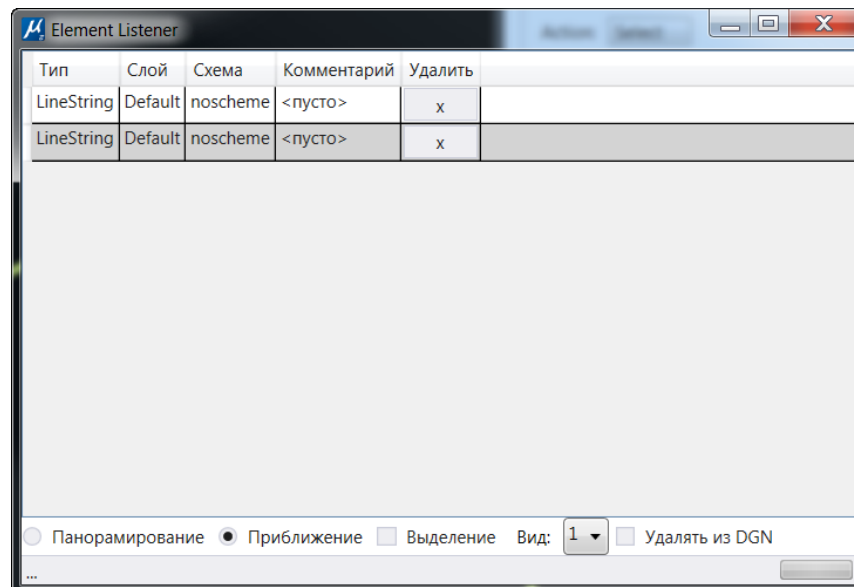 Element Listener Action: Select
Тип Слой Схема Комментарий Удалить
LineString Default noscheme <пусто> x
LineString Default noscheme <пусто> x
Панорамирование Приближение Выделение Вид: 1 Удалять из DGN
...